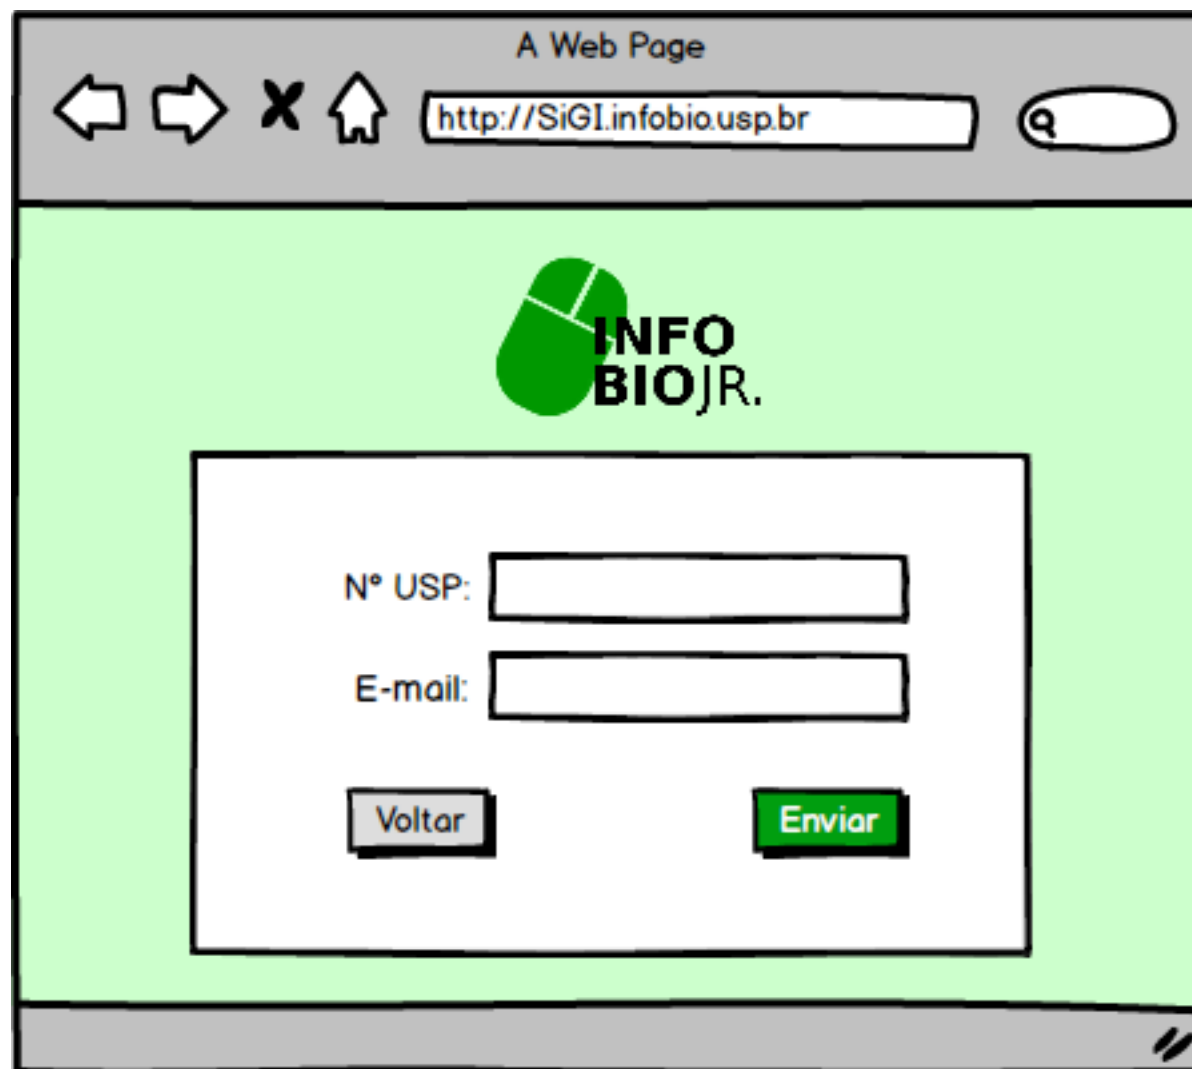 A Web Page
http://SiGI.infobio.usp.br
INFO
BIOJR.
Nº USP:
E-mail:
Voltar
Enviar